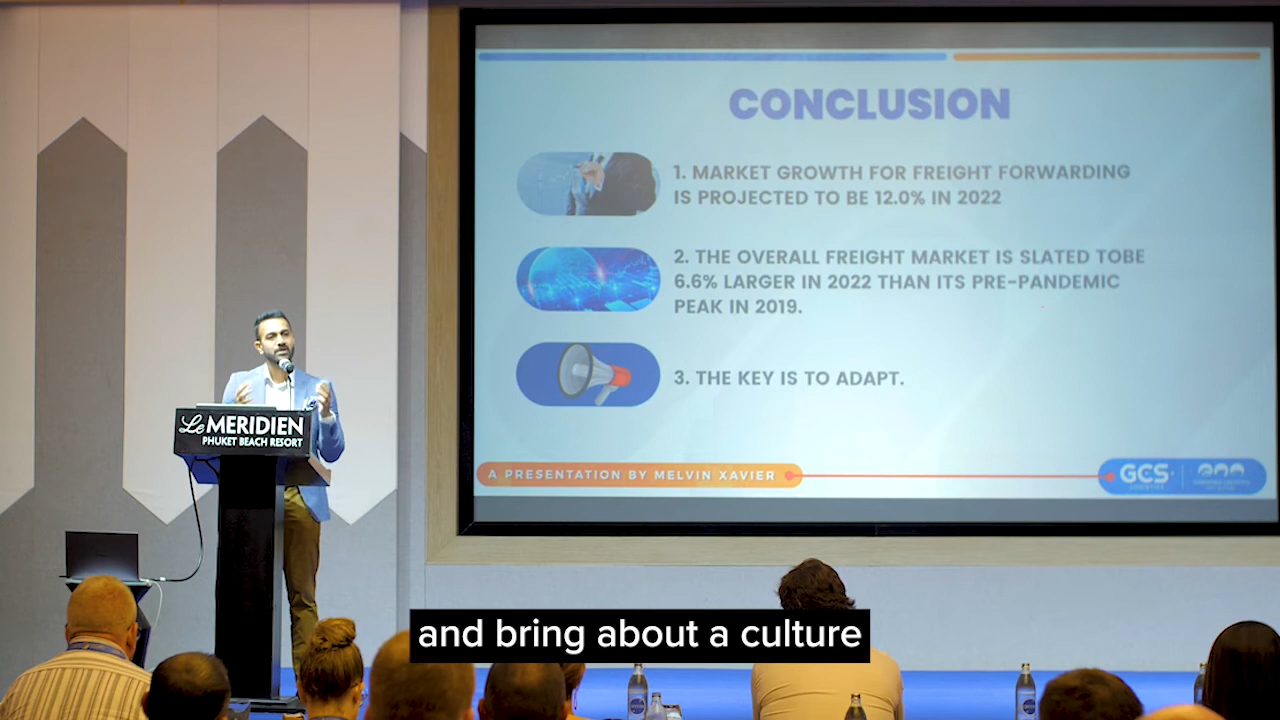 CONCLUSION
1. MARKET GROWTH FOR FREIGHT FORWARDING
IS PROJECTED TO BE 12.0% IN 2022
2. THE OVERALL FREIGHT MARKET IS SLATED TOBE
6.6% LARGER IN 2022 THAN ITS PRE-PANDEMIC
PEAK IN 2019.
3. THE KEY IS TO ADAPT.
A PRESENTATION BY MELVIN XAVIER
GCS
LOGISTICS
Le MERIDIEN
PHUKET BEACH RESORT
and bring about a culture